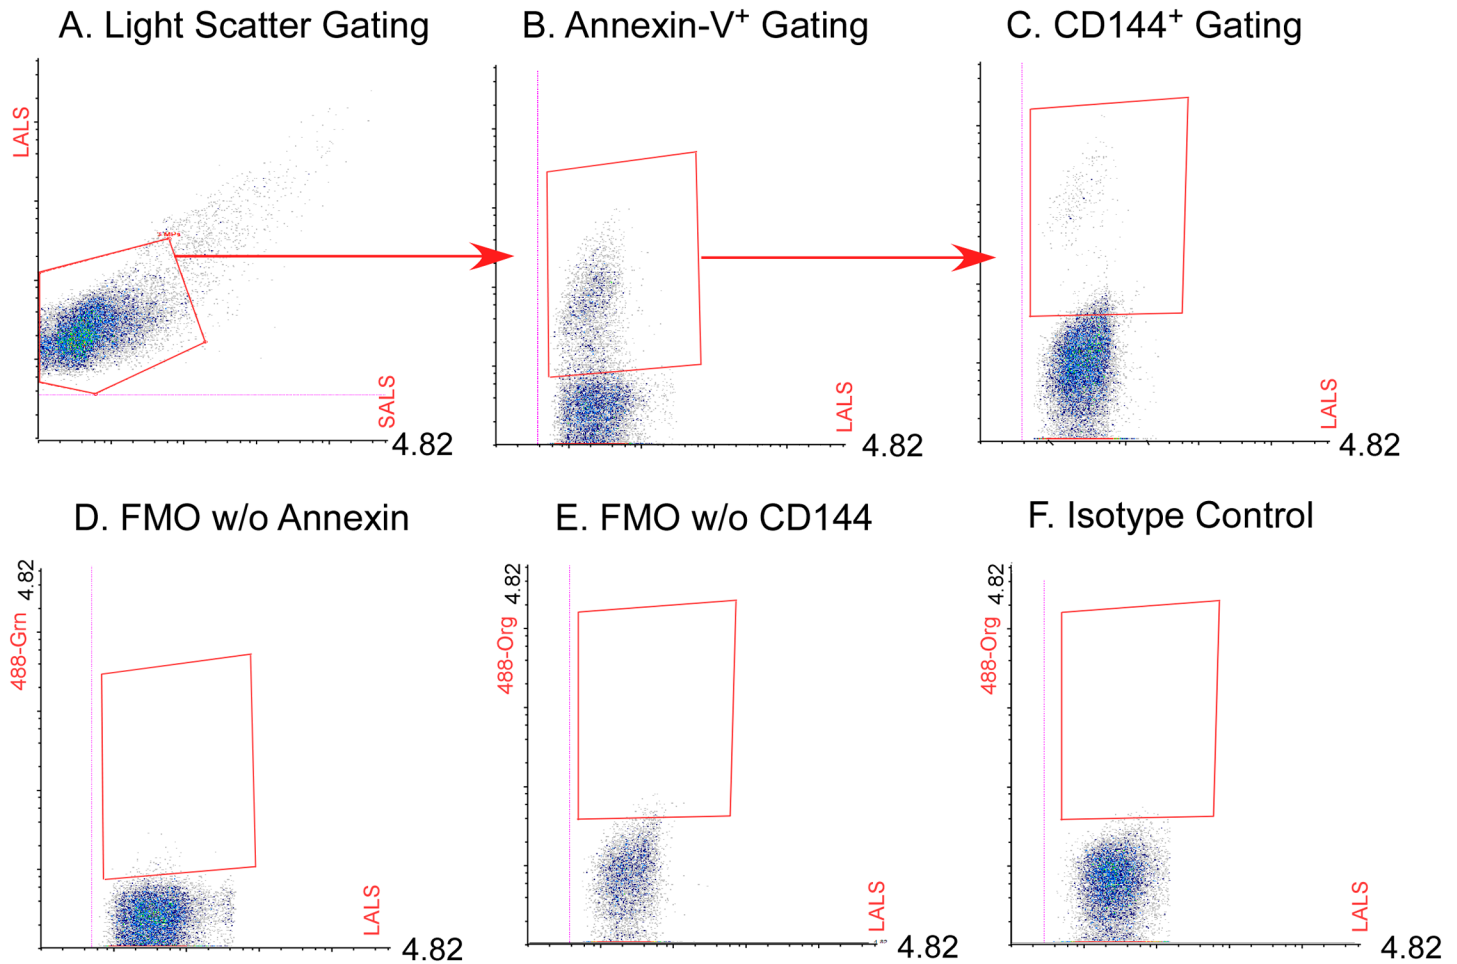 A. Light Scatter Gating
B. Annexin-V⁺ Gating
C. CD144⁺ Gating
LALS
SALS
4.82
LALS
4.82
LALS
4.82
D. FMO w/o Annexin
E. FMO w/o CD144
F. Isotype Control
4.82
488-Grn
LALS
4.82
4.82
488-Org
LALS
4.82
4.82
488-Org
LALS
4.82